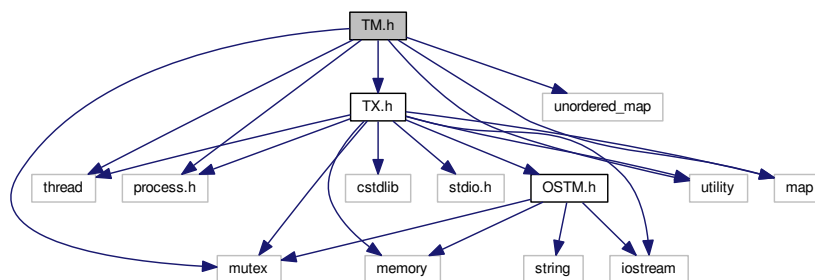 TM.h
TX.h
unordered_map
thread
process.h
cstdlib
stdio.h
OSTM.h
utility
map
mutex
memory
string
iostream